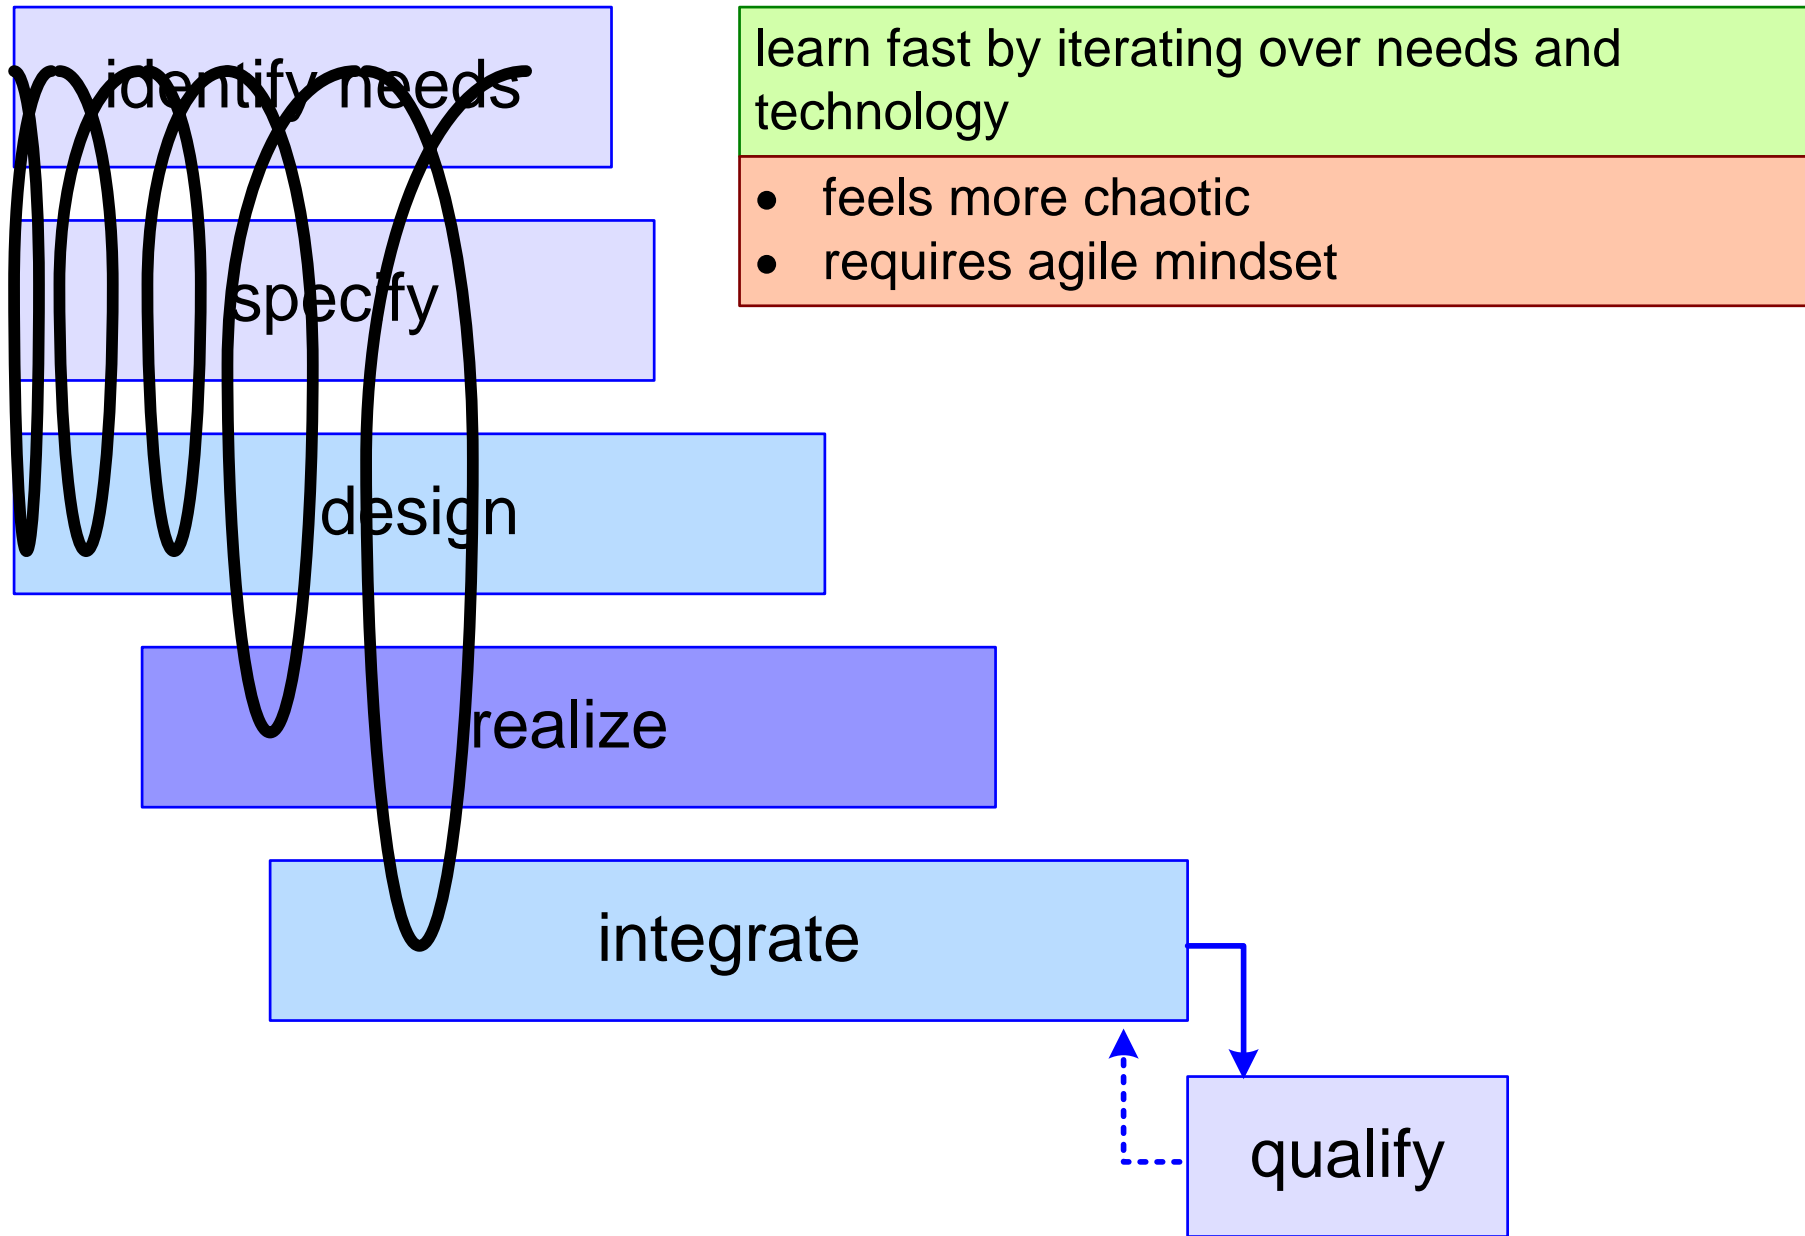 identify needs
learn fast by iterating over needs and
technology
• feels more chaotic
• requires agile mindset
specify
design
realize
integrate
qualify